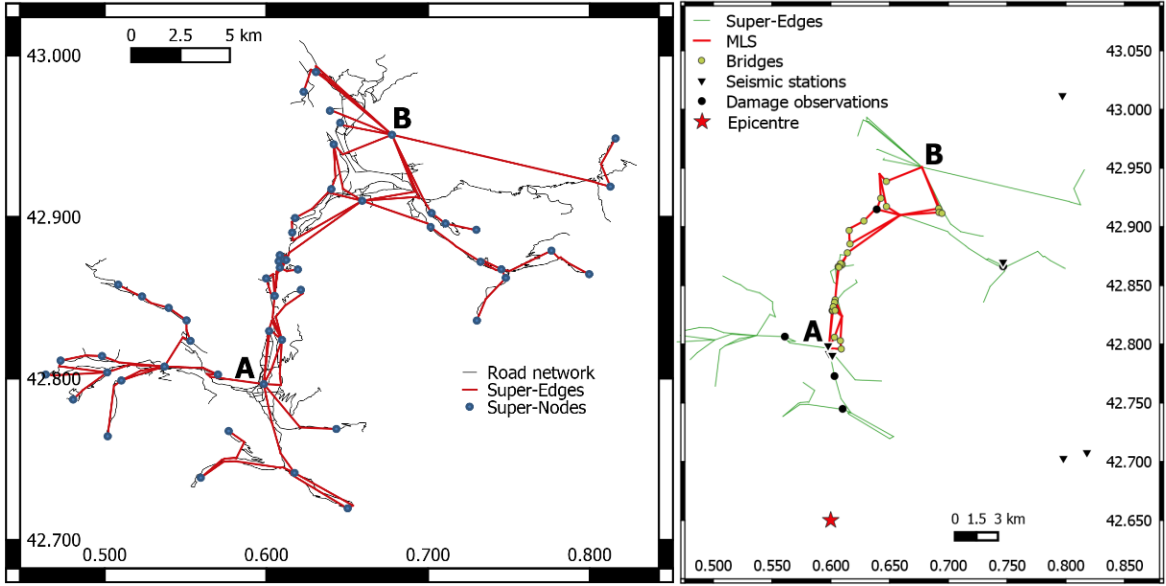 0 2.5 5 km
43.000
42.900
42.800
42.700
0.500 0.600 0.700 0.800
B
A
Road network
Super-Edges
Super-Nodes
Super-Edges
MLS
Bridges
Seismic stations
Damage observations
Epicentre
B
A
43.050
43.000
42.950
42.900
42.850
42.800
42.750
42.700
42.650
0 1.5 3 km
0.500 0.550 0.600 0.650 0.700 0.750 0.800 0.850